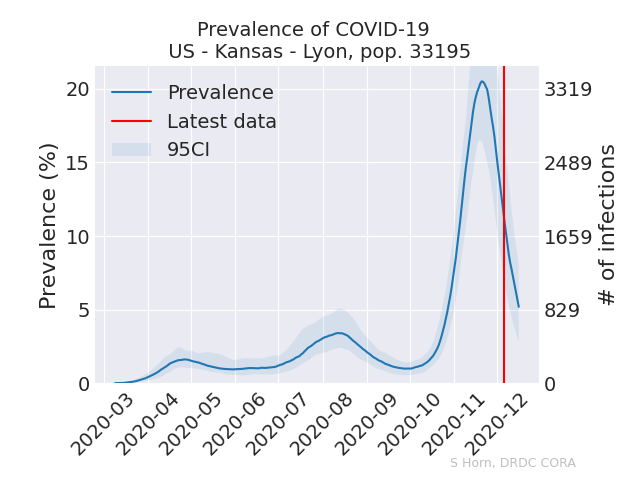 Prevalence of COVID-19
US - Kansas - Lyon, pop. 33195
Prevalence (%)
20
15
10
5
0
Prevalence
Latest data
95CI
3319
2489
1659
829
0
# of infections
2020-03
2020-04
2020-05
2020-06
2020-07
2020-08
2020-09
2020-10
2020-11
2020-12
S Horn, DRDC CORA